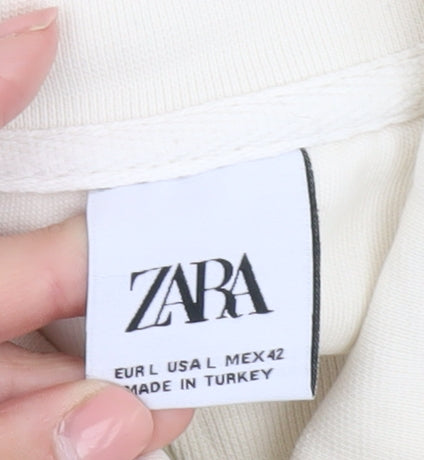 ZARA
EUR L USA L MEX 42
MADE IN TURKEY